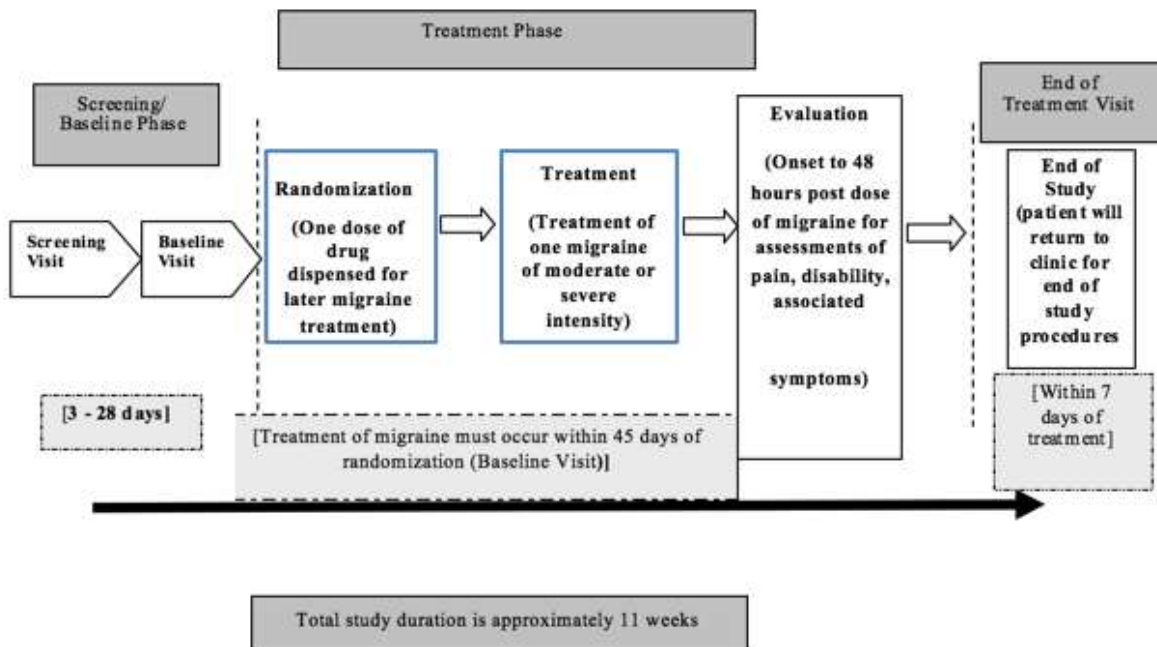 Treatment Phase
Screening/
Baseline Phase
End of
Treatment Visit
Screening
Visit
Baseline
Visit
Randomization
(One dose of
drug
dispensed for
later migraine
treatment)
Treatment
(Treatment of
one migraine
of moderate or
severe
intensity)
Evaluation
(Onset to 48
hours post dose
of migraine for
assessments of
pain, disability,
associated
symptoms)
End of
Study
(patient will
return to
clinic for
end of
study
procedures
[3 - 28 days]
[Treatment of migraine must occur within 45 days of
randomization (Baseline Visit)]
[Within 7
days of
treatment]
Total study duration is approximately 11 weeks